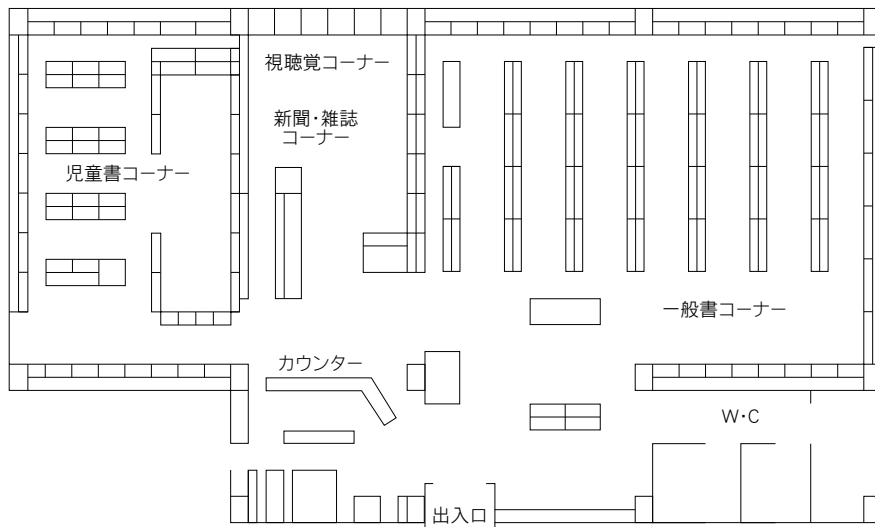 視聴覚コーナー
新聞・雑誌
コーナー
児童書コーナー
一般書コーナー
カウンター
W・C
出入口